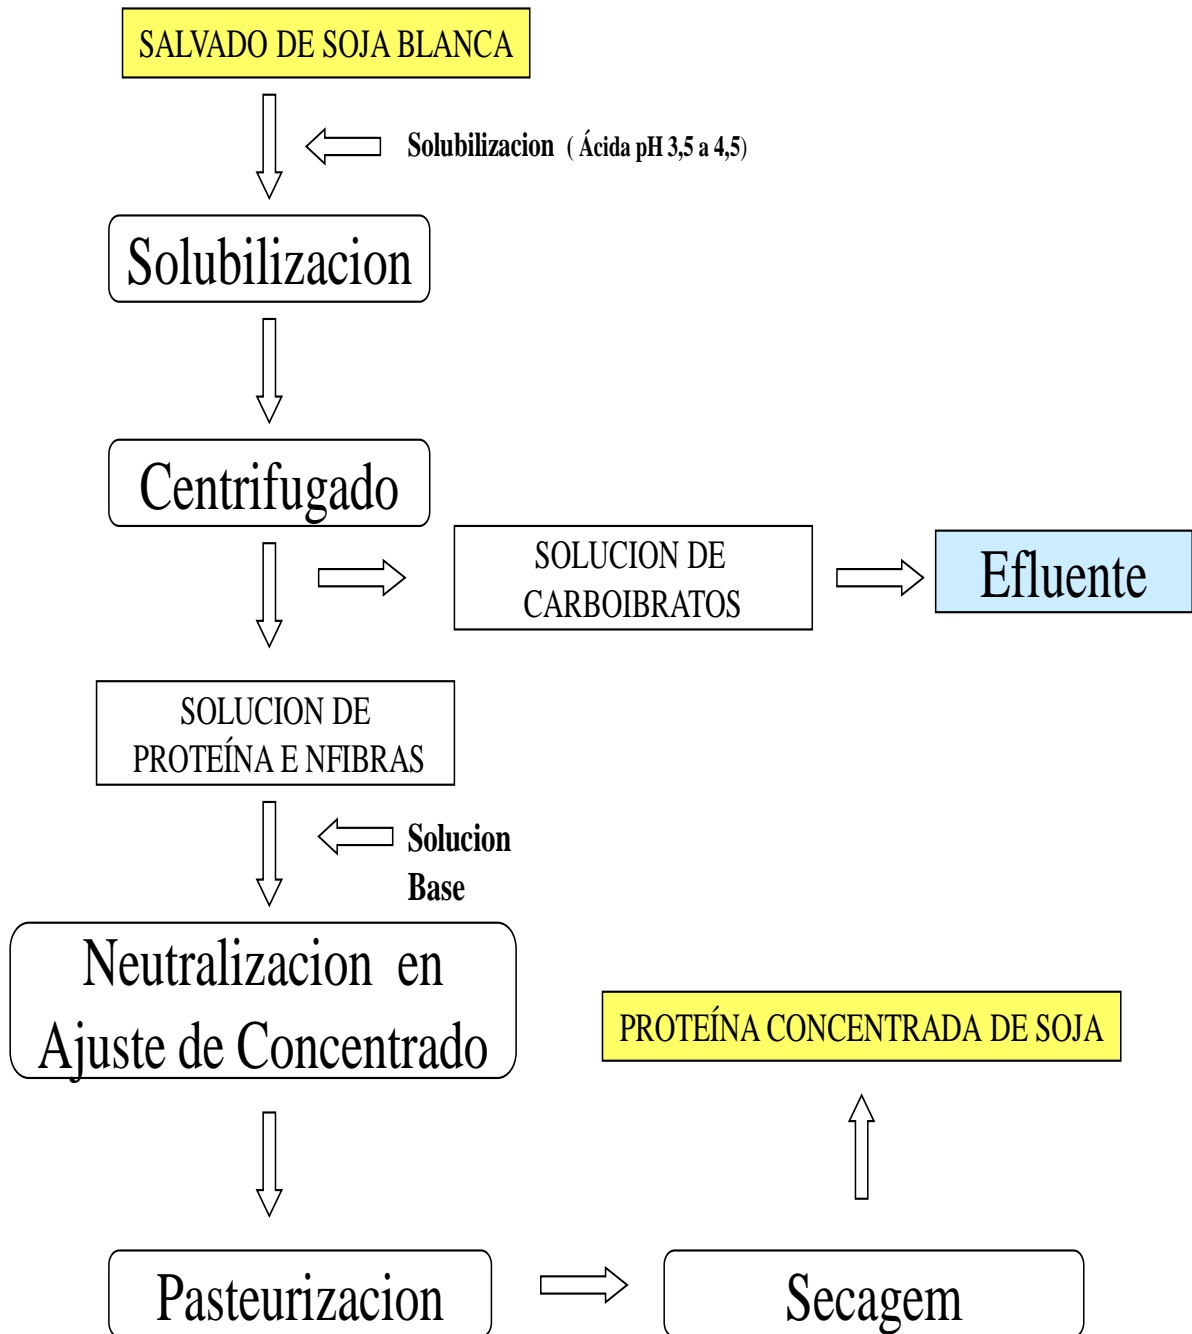 SALVADO DE SOJA BLANCA
Solubilizacion ( Ácida pH 3,5 a 4,5)
Solubilizacion
Centrifugado
SOLUCION DE
CARBOIBRATOS
Efluente
SOLUCION DE
PROTEÍNA E NFIBRAS
Solucion
Base
Neutralizacion en
Ajuste de Concentrado
PROTEÍNA CONCENTRADA DE SOJA
Pasteurizacion
Secagem